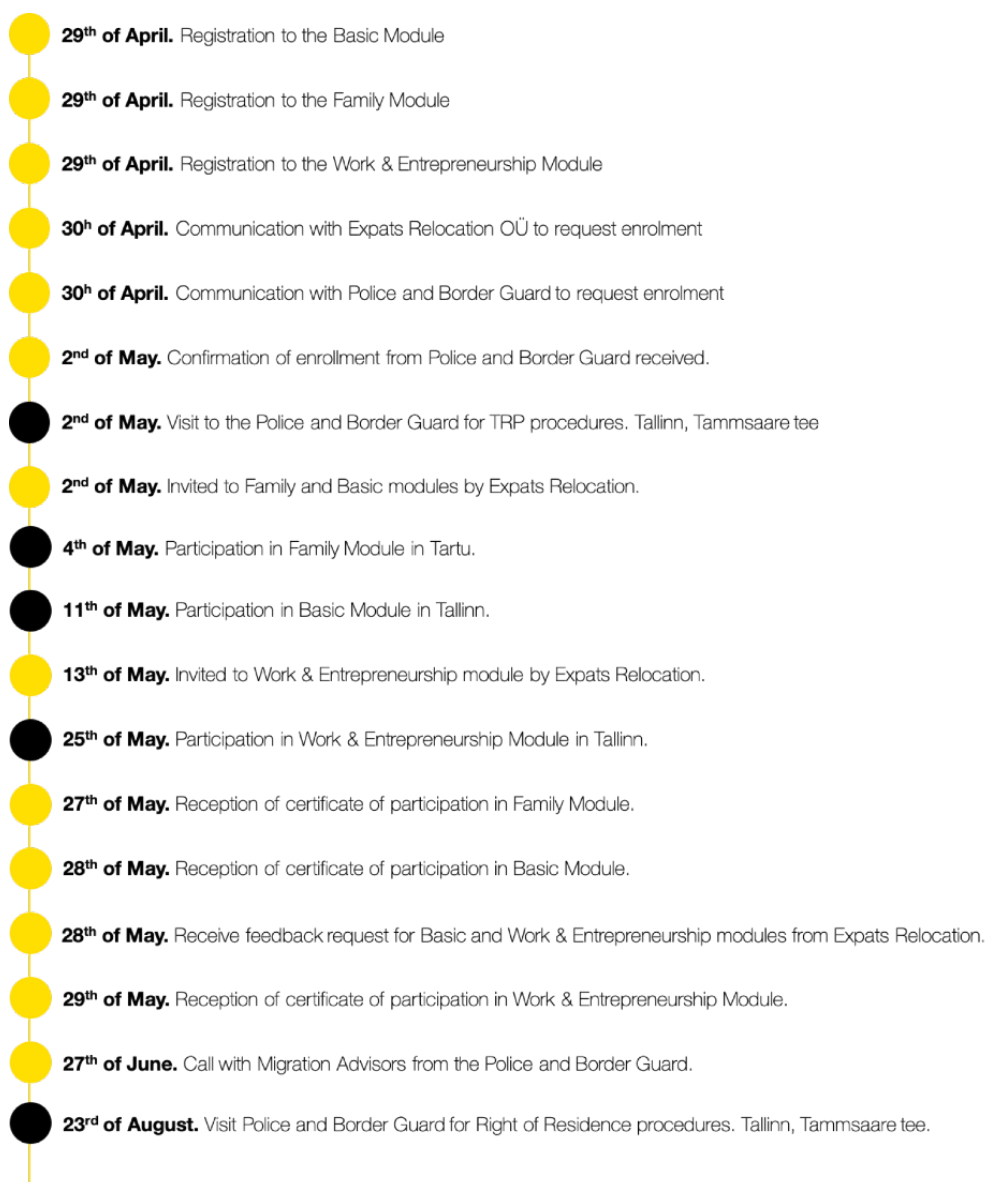 29th of April. Registration to the Basic Module
29th of April. Registration to the Family Module
29th of April. Registration to the Work & Entrepreneurship Module
30h of April. Communication with Expats Relocation OÜ to request enrolment
30h of April. Communication with Police and Border Guard to request enrolment
2nd of May. Confirmation of enrollment from Police and Border Guard received.
2nd of May. Visit to the Police and Border Guard for TRP procedures. Tallinn, Tammsaare tee
2nd of May. Invited to Family and Basic modules by Expats Relocation.
4th of May. Participation in Family Module in Tartu.
11th of May. Participation in Basic Module in Tallinn.
13th of May. Invited to Work & Entrepreneurship module by Expats Relocation.
25th of May. Participation in Work & Entrepreneurship Module in Tallinn.
27th of May. Reception of certificate of participation in Family Module.
28th of May. Reception of certificate of participation in Basic Module.
28th of May. Receive feedback request for Basic and Work & Entrepreneurship modules from Expats Relocation.
29th of May. Reception of certificate of participation in Work & Entrepreneurship Module.
27th of June. Call with Migration Advisors from the Police and Border Guard.
23rd of August. Visit Police and Border Guard for Right of Residence procedures. Tallinn, Tammsaare tee.